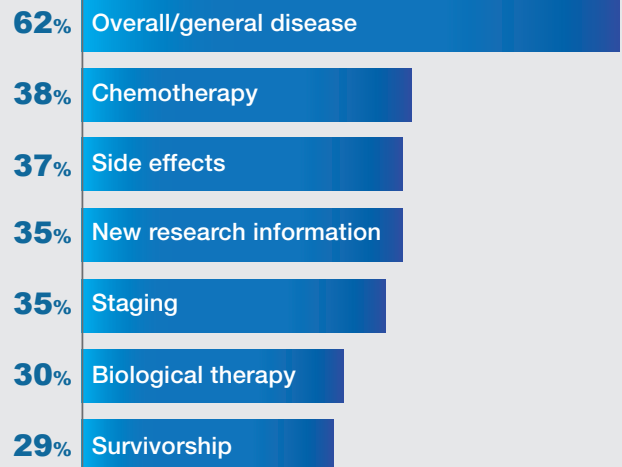 62% Overall/general disease
38% Chemotherapy
37% Side effects
35% New research information
35% Staging
30% Biological therapy
29% Survivorship